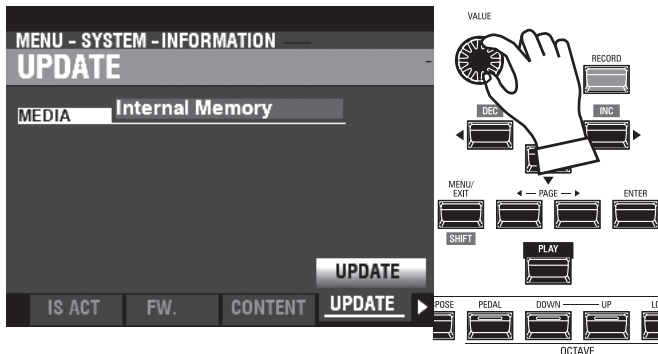 MENU - SYSTEM - INFORMATION
UPDATE
MEDIA Internal Memory
UPDATE
IS ACT FW. CONTENT UPDATE
VALUE
RECORD
DEC INC
MENU/
EXIT
PAGE
ENTER
SHIFT
PLAY
POSE PEDAL DOWN UP LO
OCTAVE